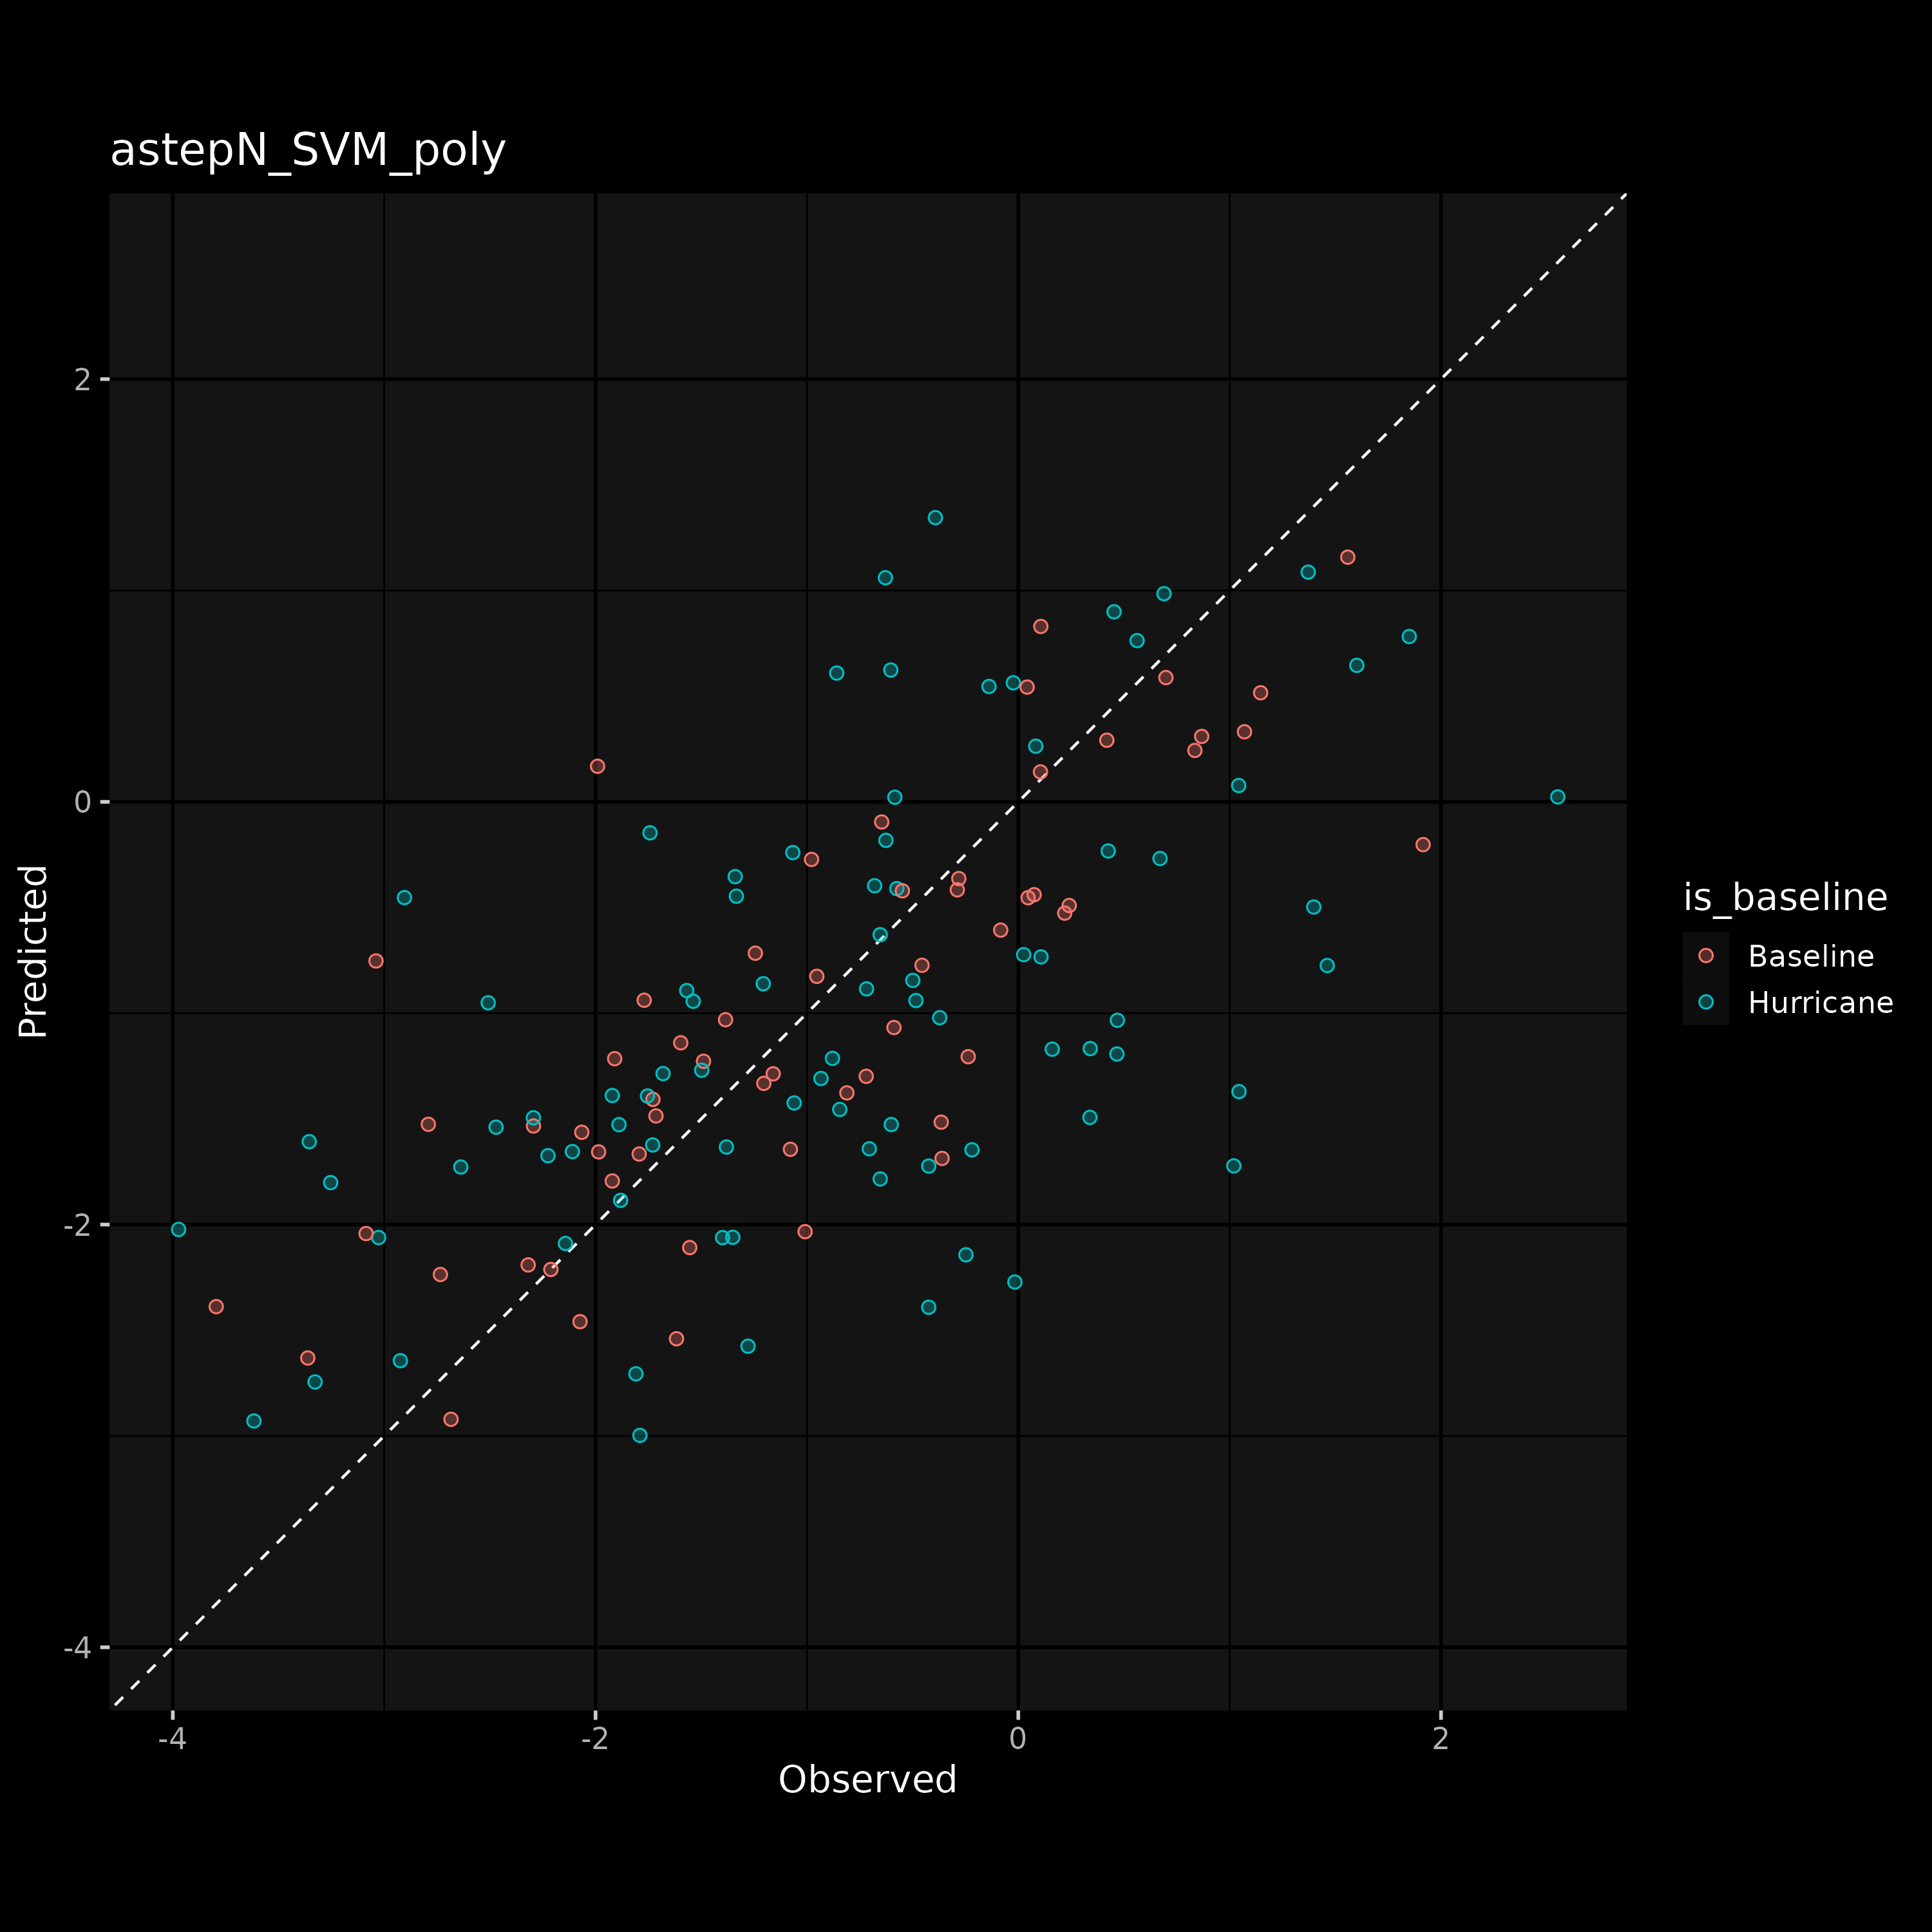 astepN_SVM_poly
2
0
-2
-4
Predicted
-4
-2
0
2
Observed
is_baseline
Baseline
Hurricane